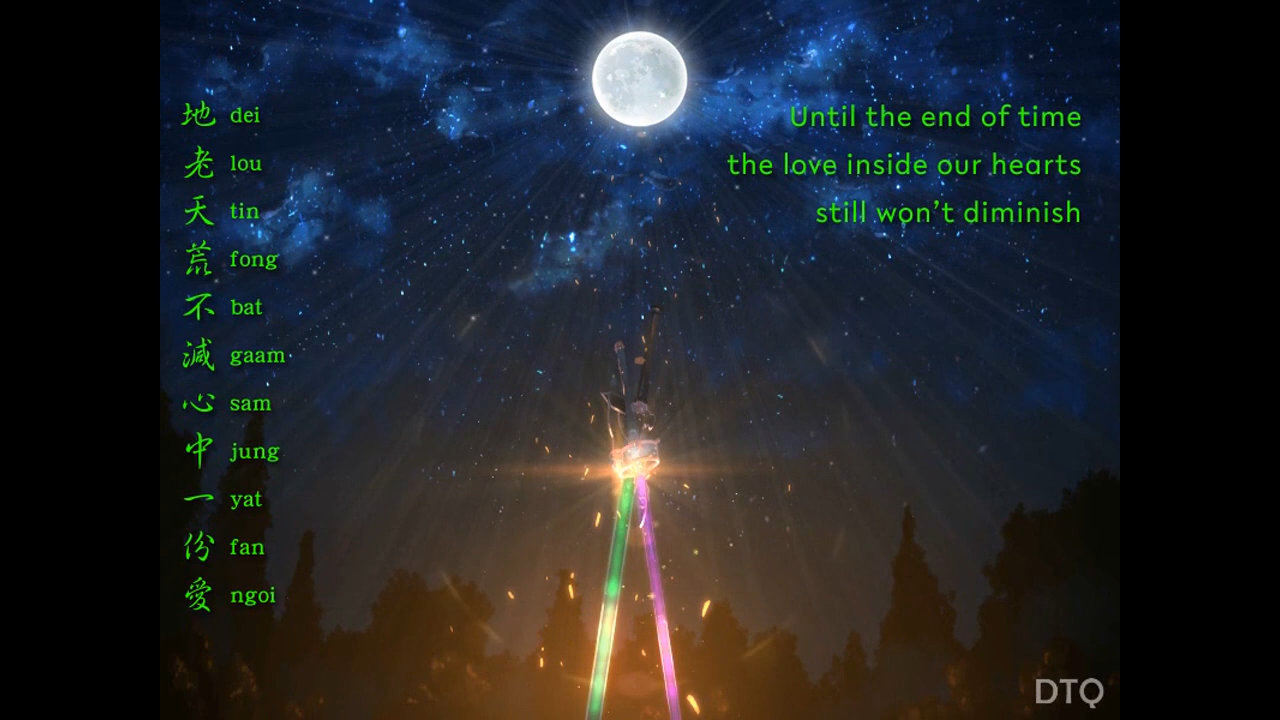 地 dei
老 lou
天 tin
荒 fong
不 bat
減 gaam
心 sam
中 jung
一 yat
份 fan
愛 ngoi
Until the end of time
the love inside our hearts
still won't diminish
DTQ